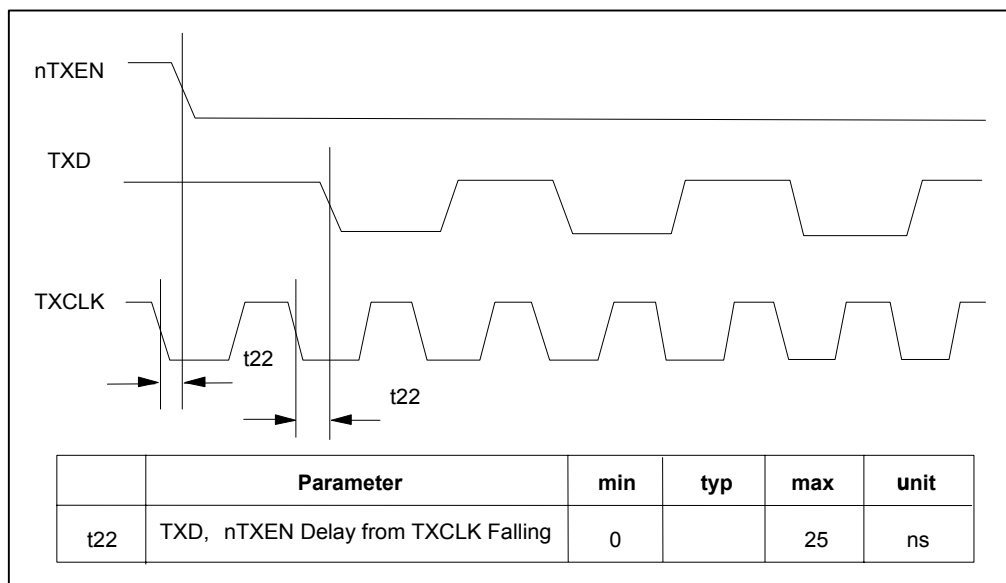 nTXEN
TXD
TXCLK
t22
t22
Parameter min typ max unit
t22 TXD, nTXEN Delay from TXCLK Falling 0 25 ns